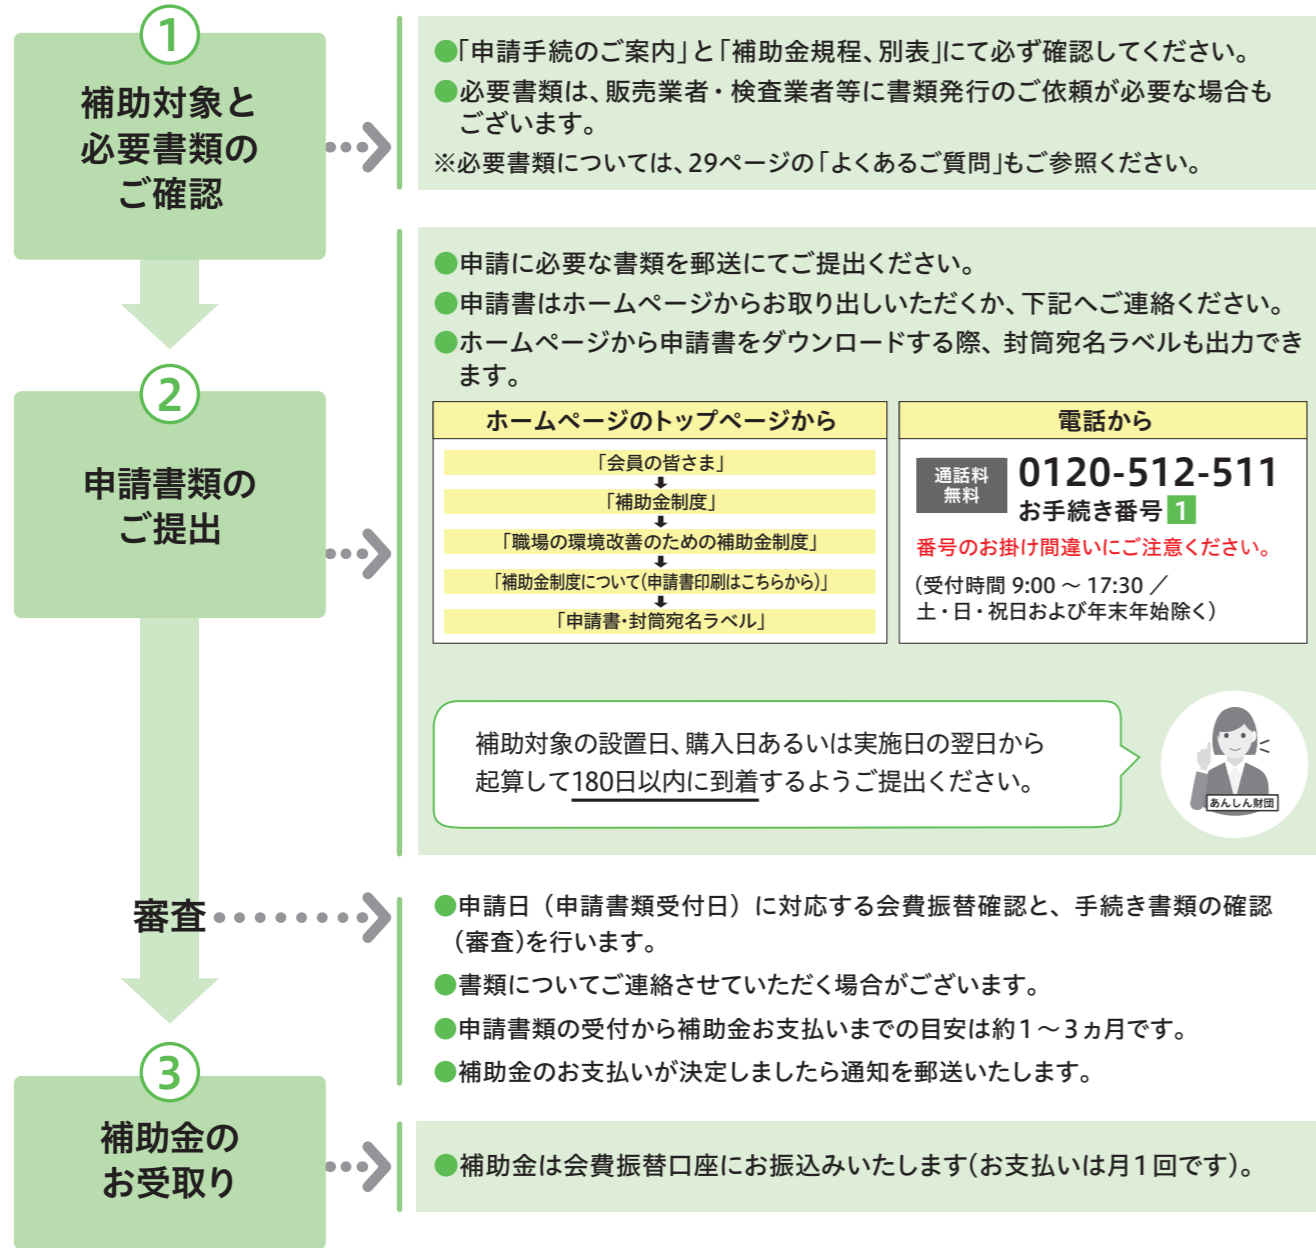 1
補助対象と
必要書類の
ご確認
●「申請手続のご案内」と「補助金規程、別表」にて必ず確認してください。
●必要書類は、販売業者・検査業者等に書類発行のご依頼が必要な場合も
ございます。
※必要書類については、29ページの「よくあるご質問」もご参照ください。
2
申請書類の
ご提出
●申請に必要な書類を郵送にてご提出ください。
●申請書はホームページからお取り出しいただくか、下記へご連絡ください。
●ホームページから申請書をダウンロードする際、封筒宛名ラベルも出力でき
ます。
ホームページのトップページから
「会員の皆さま」
「補助金制度」
「職場の環境改善のための補助金制度」
「補助金制度について(申請書印刷はこちらから)」
「申請書・封筒宛名ラベル」
電話から
通話料
無料
0120-512-511
お手続き番号 1
番号のお掛け間違いにご注意ください。
(受付時間 9:00 ～ 17:30 ／
土・日・祝日および年末年始除く)
補助対象の設置日、購入日あるいは実施日の翌日から
起算して180日以内に到着するようご提出ください。
あんしん財団
審査
●申請日(申請書類受付日)に対応する会費振替確認と、手続き書類の確認
(審査)を行います。
●書類についてご連絡させていただく場合がございます。
●申請書類の受付から補助金お支払いまでの目安は約1～3ヵ月です。
●補助金のお支払いが決定しましたら通知を郵送いたします。
3
補助金の
お受取り
●補助金は会費振替口座にお振込みいたします(お支払いは月1回です)。